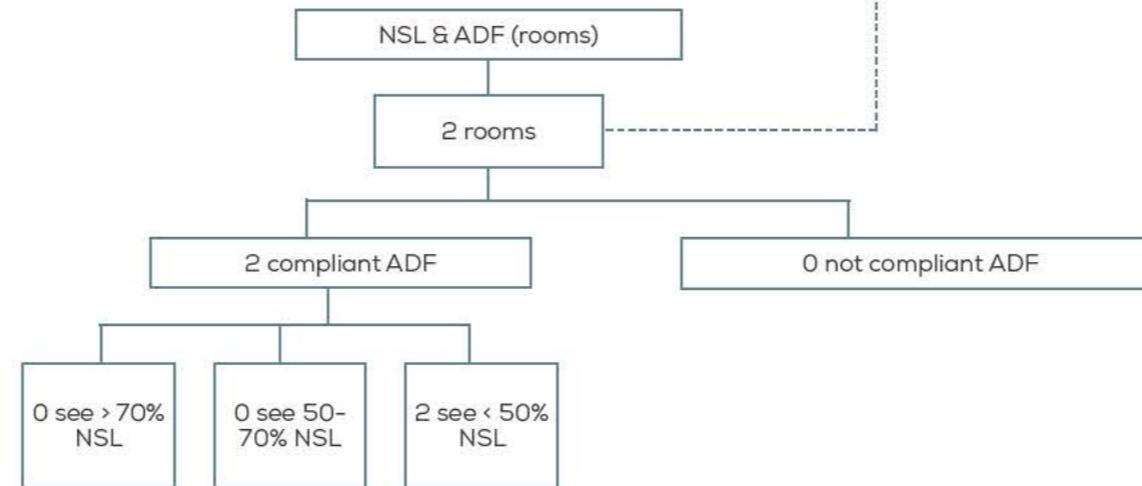 NSL & ADF (rooms)
2 rooms
2 compliant ADF
0 not compliant ADF
0 see > 70%
NSL
0 see 50-
70% NSL
2 see < 50%
NSL